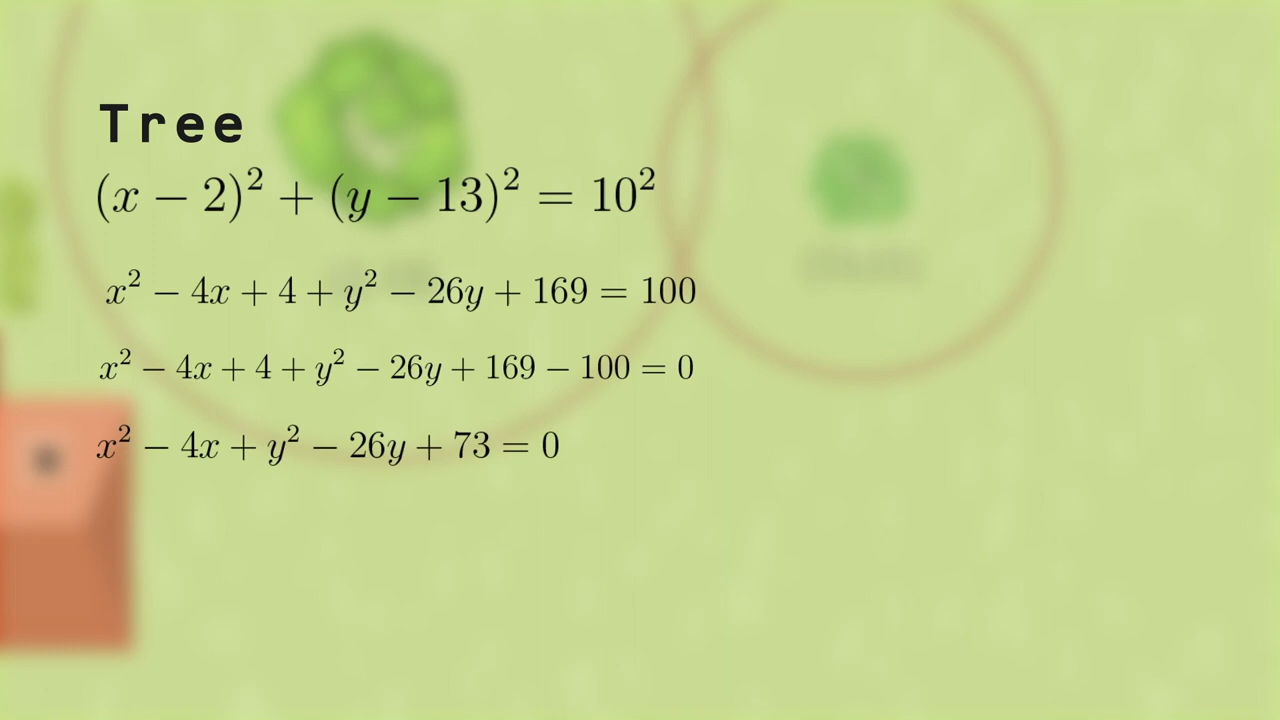 Tree
(x − 2)² + (y − 13)² = 10²
x² − 4x + 4 + y² − 26y + 169 = 100
x² − 4x + 4 + y² − 26y + 169 − 100 = 0
x² − 4x + y² − 26y + 73 = 0